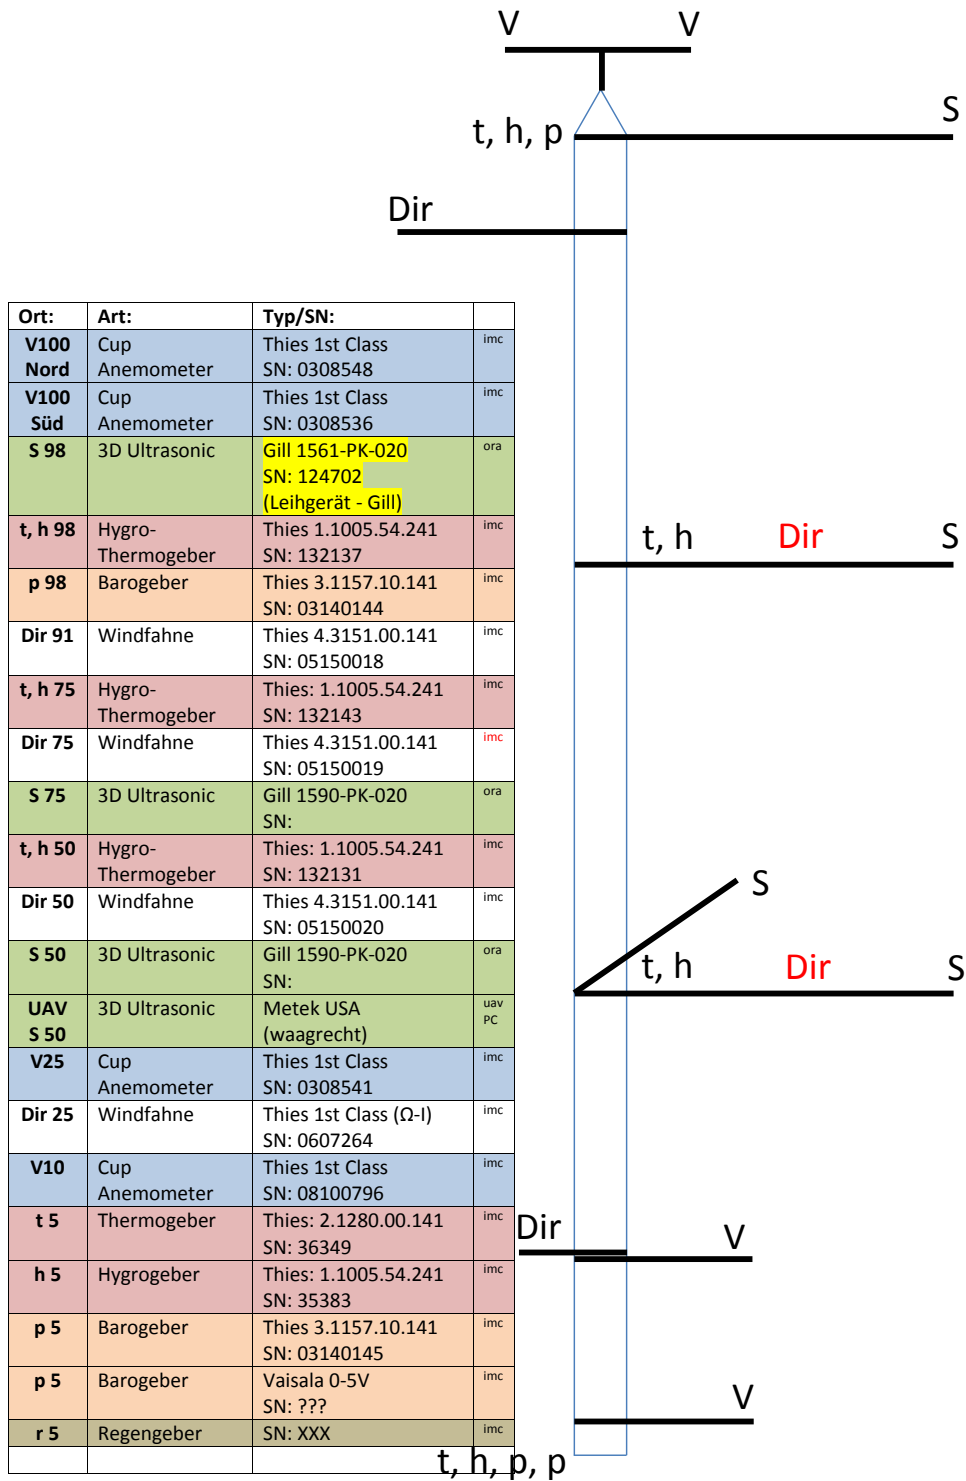 V V
S
t, h, p
Dir
Ort: Art: Typ/SN:
V100 Cup Thies 1st Class imc
Nord Anemometer SN: 0308548
V100 Cup Thies 1st Class imc
Süd Anemometer SN: 0308536
S 98 3D Ultrasonic Gill 1561-PK-020 ora
SN: 124702
(Leihgerät - Gill)
t, h 98 Hygro- Thies 1.1005.54.241 imc
Thermogeber SN: 132137
p 98 Barogeber Thies 3.1157.10.141 imc
SN: 03140144
Dir 91 Windfahne Thies 4.3151.00.141 imc
SN: 05150018
t, h 75 Hygro- Thies: 1.1005.54.241 imc
Thermogeber SN: 132143
Dir 75 Windfahne Thies 4.3151.00.141 imc
SN: 05150019
S 75 3D Ultrasonic Gill 1590-PK-020 ora
SN:
t, h 50 Hygro- Thies: 1.1005.54.241 imc
Thermogeber SN: 132131
Dir 50 Windfahne Thies 4.3151.00.141 imc
SN: 05150020
S 50 3D Ultrasonic Gill 1590-PK-020 ora
SN:
UAV 3D Ultrasonic Metek USA uav
S 50 (waagrecht) PC
V25 Cup Thies 1st Class imc
Anemometer SN: 0308541
Dir 25 Windfahne Thies 1st Class (Ω-I) imc
SN: 0607264
V10 Cup Thies 1st Class imc
Anemometer SN: 08100796
t 5 Thermogeber Thies: 2.1280.00.141 imc
SN: 36349
h 5 Hygrogeber Thies: 1.1005.54.241 imc
SN: 35383
p 5 Barogeber Thies 3.1157.10.141 imc
SN: 03140145
p 5 Barogeber Vaisala 0-5V imc
SN: ???
r 5 Regengeber SN: XXX imc
t, h Dir S
S
t, h Dir S
Dir V
V
t, h, p, p